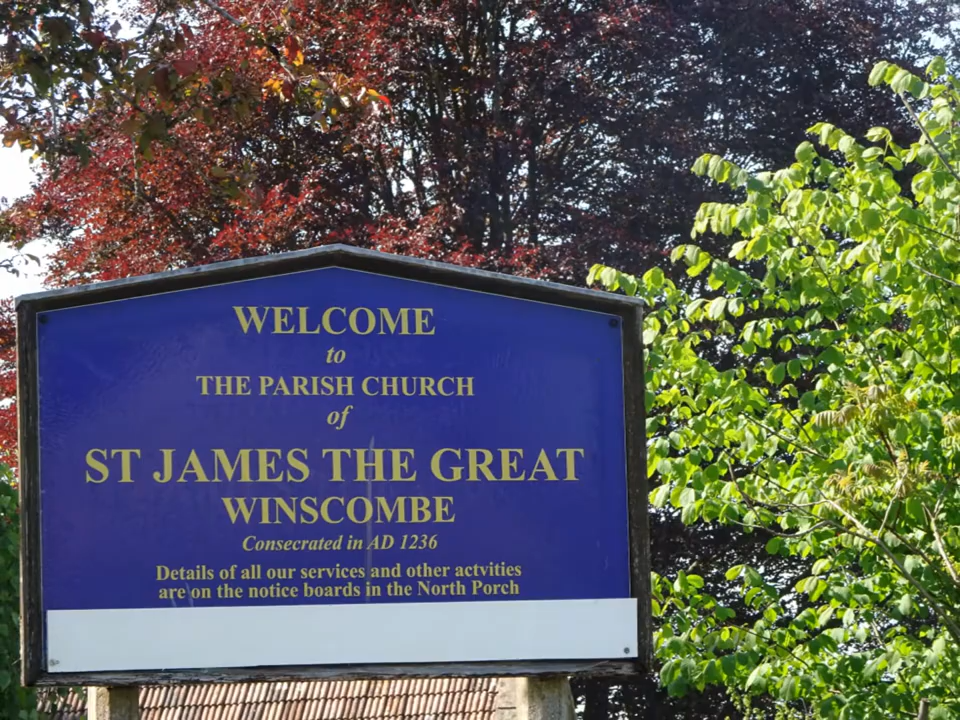 WELCOME
to
THE PARISH CHURCH
of
ST JAMES THE GREAT
WINSCOMBE
Consecrated in AD 1236
Details of all our services and other actvities
are on the notice boards in the North Porch